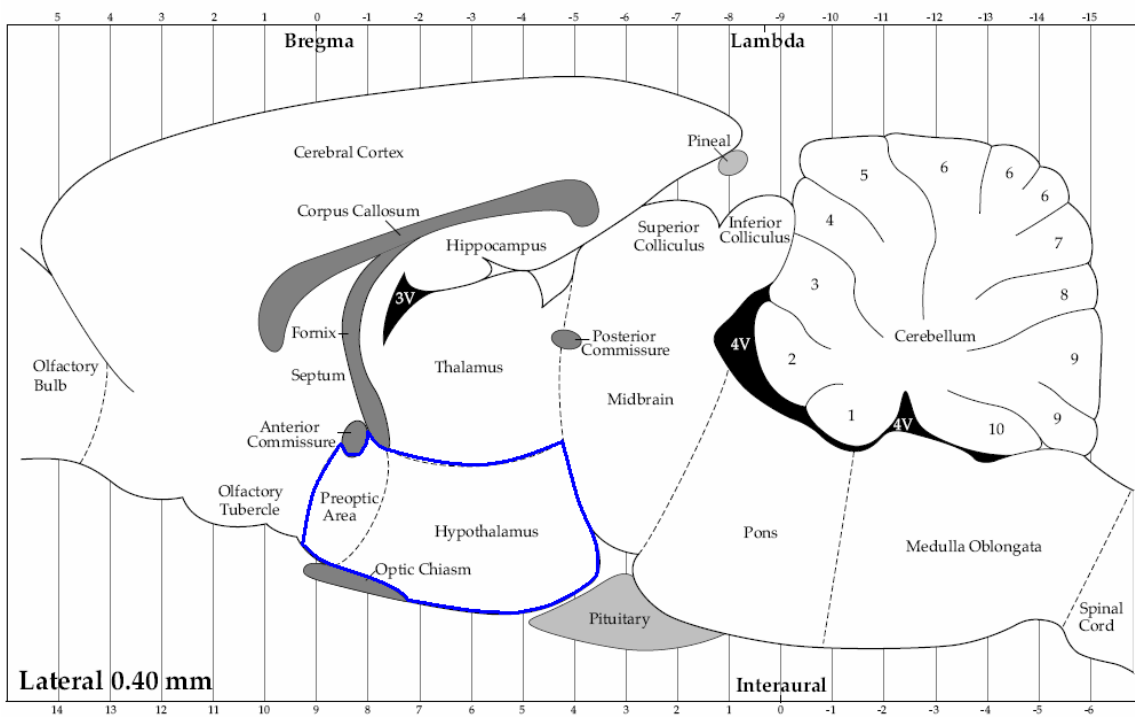 5 4 3 2 1 0 -1 -2 -3 -4 -5 -6 -7 -8 -9 -10 -11 -12 -13 -14 -15
Bregma
Lambda
Pineal
Cerebral Cortex
5
6
6
6
Corpus Callosum
4
Superior
Colliculus
Inferior
Colliculus
Hippocampus
7
3V
3
8
Fornix
Posterior
Commissure
Cerebellum
4V
2
9
Olfactory
Bulb
Septum
Thalamus
Midbrain
1
4V
10
9
Anterior
Commissure
Olfactory
Tubercle
Preoptic
Area
Hypothalamus
Pons
Medulla Oblongata
Optic Chiasm
Pituitary
Spinal
Cord
Lateral 0.40 mm
Interaural
14 13 12 11 10 9 8 7 6 5 4 3 2 1 0 -1 -2 -3 -4 -5 -6